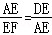 AE/EF = DE/AE